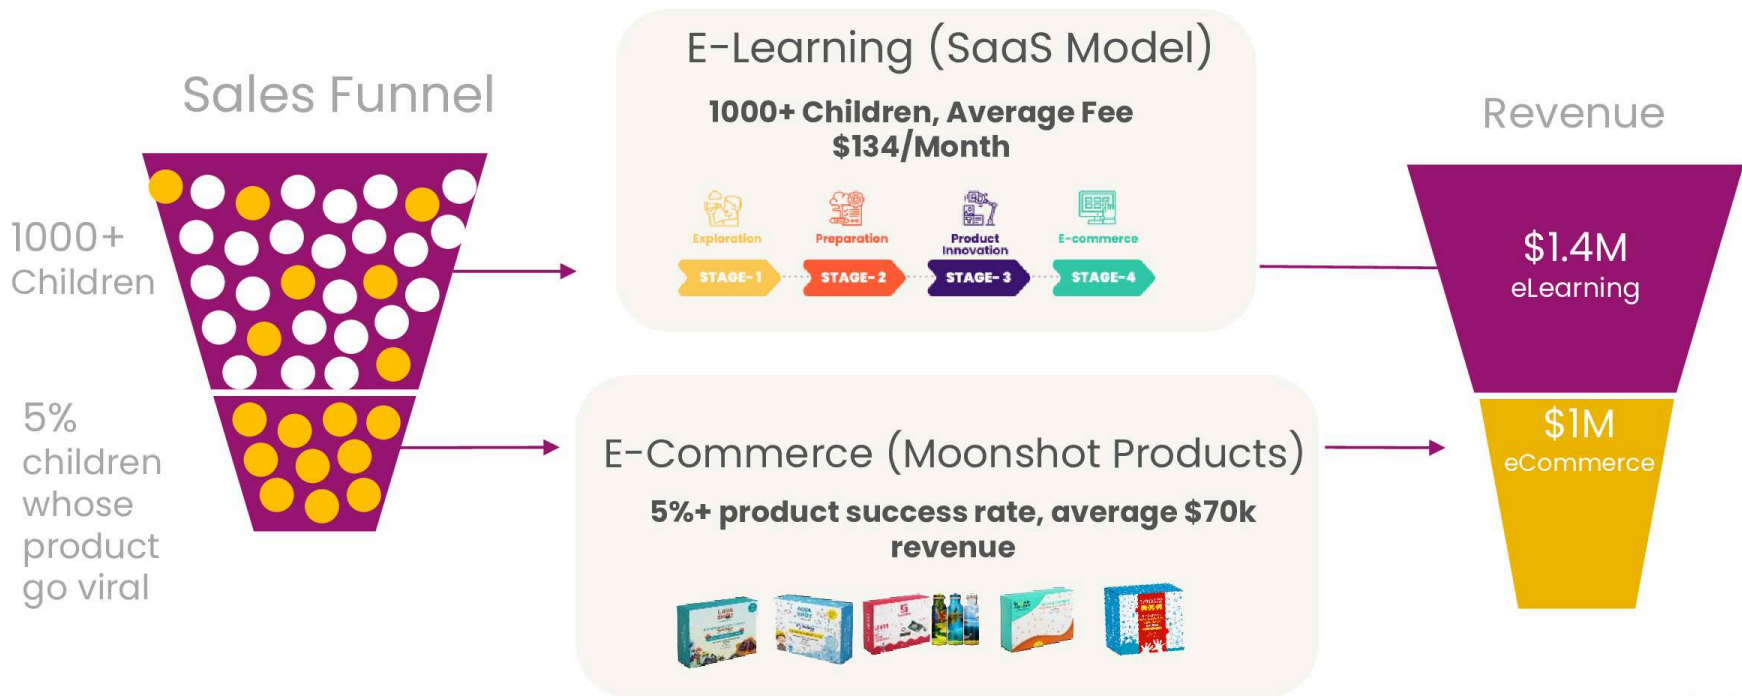 Sales Funnel
1000+
Children
5%
children
whose
product
go viral
E-Learning (SaaS Model)
1000+ Children, Average Fee
$134/Month
Exploration
Preparation
Product
Innovation
E-commerce
STAGE- 1
STAGE- 2
STAGE- 3
STAGE-4
E-Commerce (Moonshot Products)
5%+ product success rate, average $70k
revenue
Revenue
$1.4M
eLearning
$1M
eCommerce